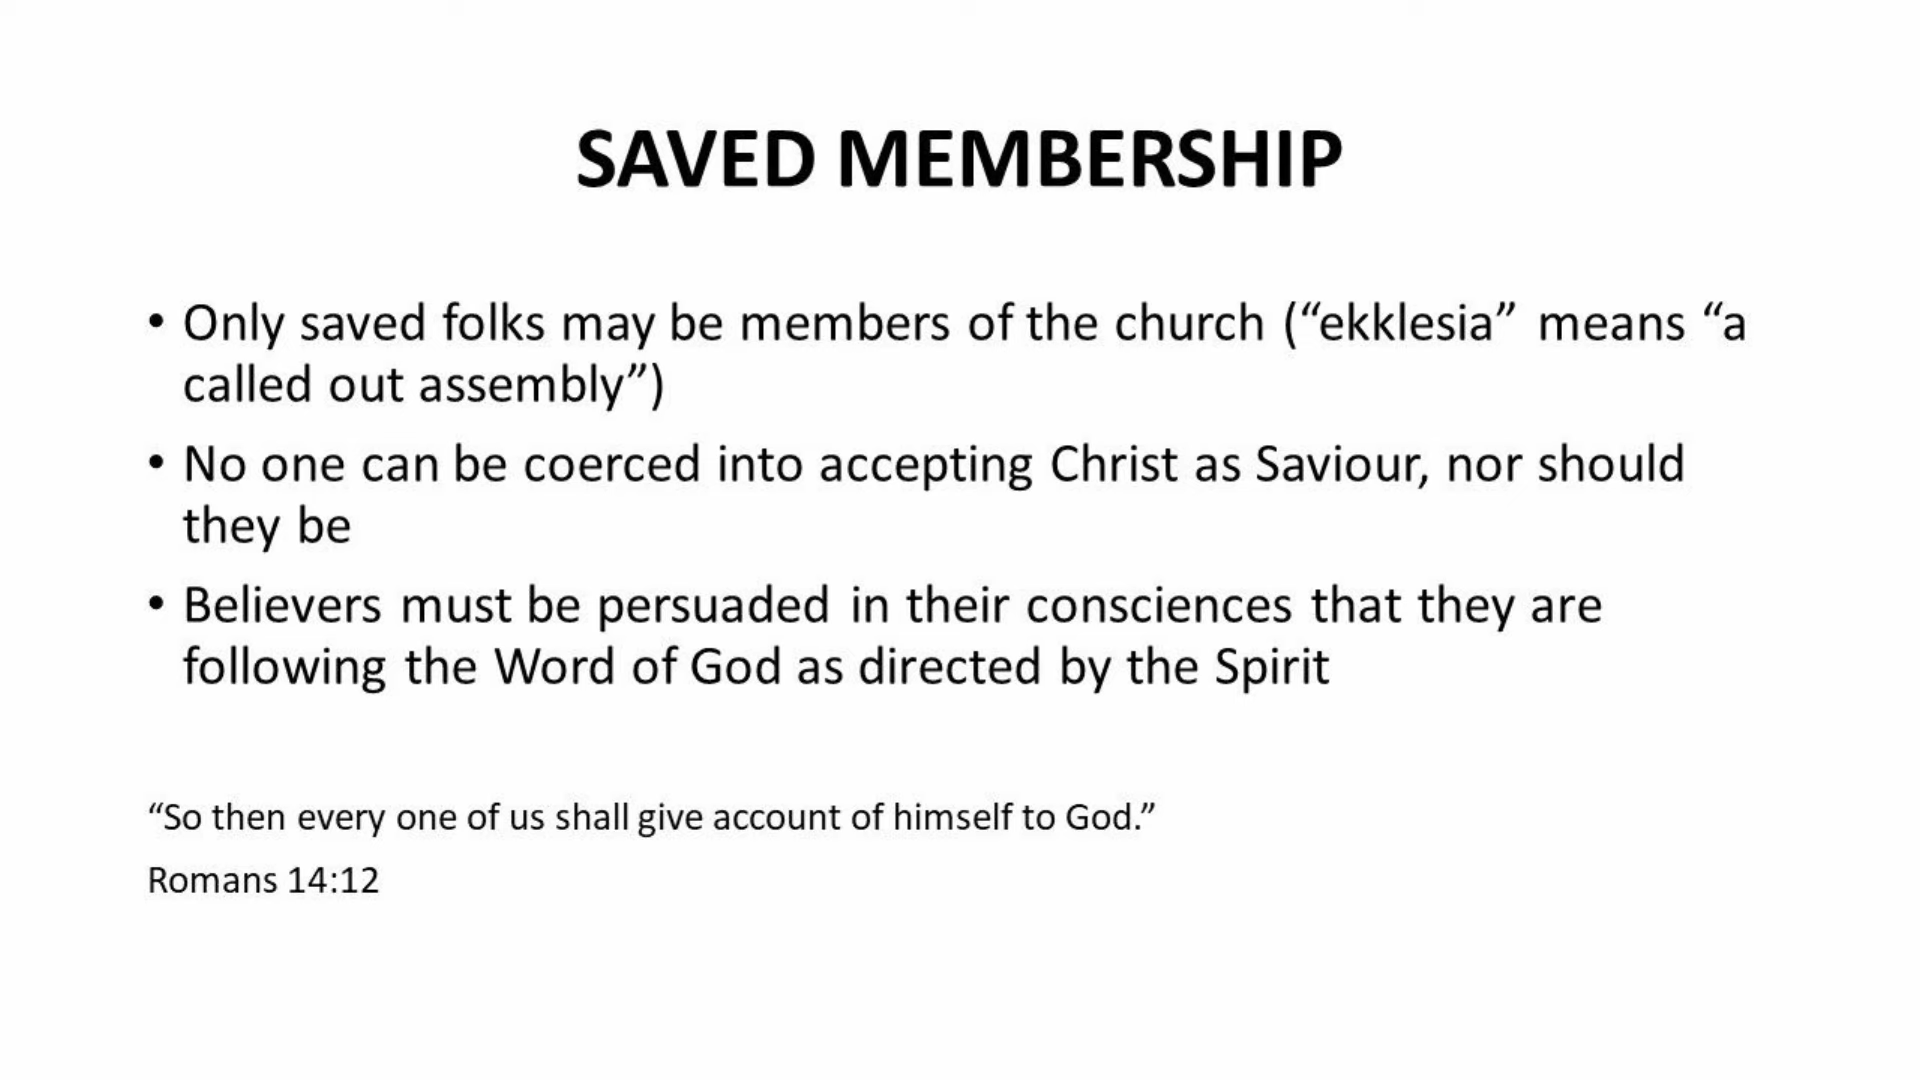 SAVED MEMBERSHIP
• Only saved folks may be members of the church (“ekklesia” means “a
called out assembly”)
• No one can be coerced into accepting Christ as Saviour, nor should
they be
• Believers must be persuaded in their consciences that they are
following the Word of God as directed by the Spirit
“So then every one of us shall give account of himself to God.”
Romans 14:12